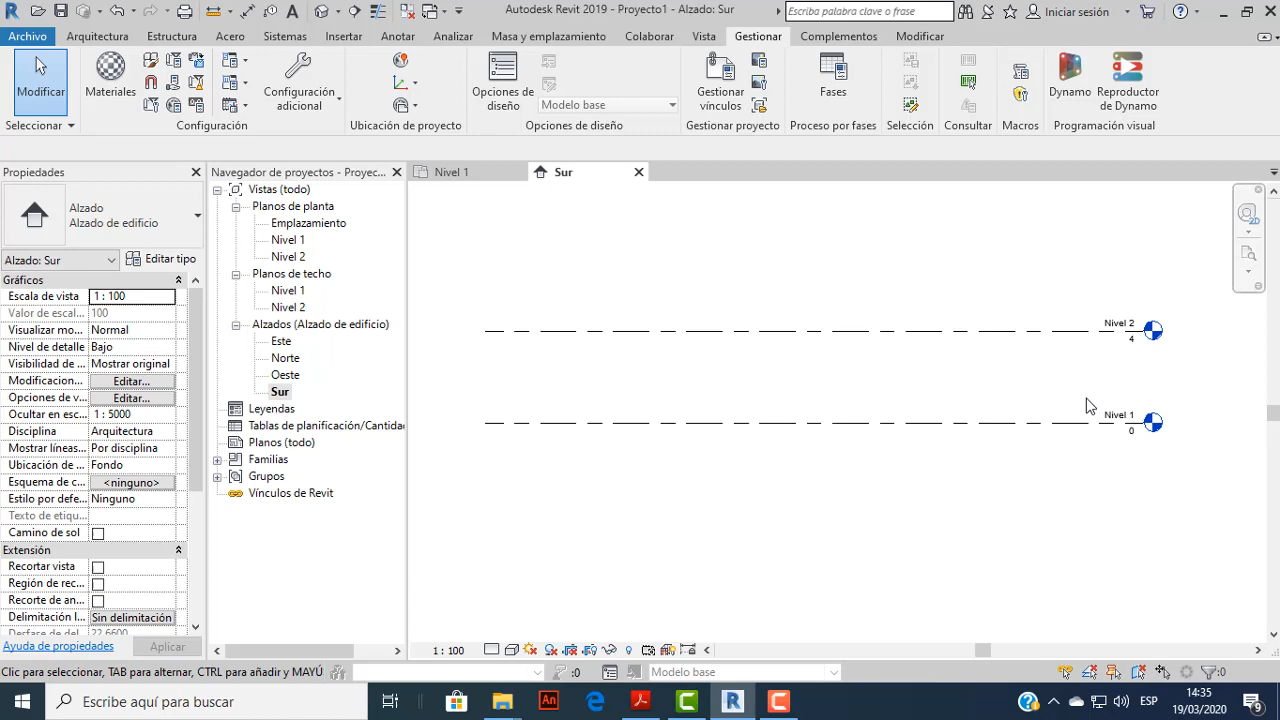 Autodesk Revit 2019 - Proyecto1 - Alzado: Sur
Escriba palabra clave o frase
Iniciar sesión
Archivo
Arquitectura
Estructura
Acero
Sistemas
Insertar
Anotar
Analizar
Masa y emplazamiento
Colaborar
Vista
Gestionar
Complementos
Modificar
Modificar
Materiales
Configuración
adicional
Opciones de
diseño
Modelo base
Gestionar
vínculos
Fases
Dynamo
Reproductor
de Dynamo
Seleccionar
Configuración
Ubicación de proyecto
Opciones de diseño
Gestionar proyecto
Proceso por fases
Selección
Consultar
Macros
Programación visual
Propiedades
Alzado
Alzado de edificio
Alzado: Sur
Editar tipo
Gráficos
Escala de vista 1 : 100
Valor de escal... 100
Visualizar mo... Normal
Nivel de detalle Bajo
Visibilidad de ... Mostrar original
Modificacion... Editar...
Opciones de v... Editar...
Ocultar en esc... 1 : 5000
Disciplina Arquitectura
Mostrar líneas... Por disciplina
Ubicación de ... Fondo
Esquema de c... <ninguno>
Estilo por defe... Ninguno
Texto de etiqu...
Camino de sol
Extensión
Recortar vista
Región de rec...
Recorte de an...
Delimitación l... Sin delimitación
Desfase de del... 22.6600
Ayuda de propiedades
Aplicar
Navegador de proyectos - Proyec...
Vistas (todo)
Planos de planta
Emplazamiento
Nivel 1
Nivel 2
Planos de techo
Nivel 1
Nivel 2
Alzados (Alzado de edificio)
Este
Norte
Oeste
Sur
Leyendas
Tablas de planificación/Cantida
Planos (todo)
Familias
Grupos
Vínculos de Revit
Nivel 1
Sur
2D
Nivel 2
4
Nivel 1
0
1 : 100
Clic para seleccionar, TAB para alternar, CTRL para añadir y MAYÚ
:0
Modelo base
:0
Escribe aquí para buscar
An
C
R
C
ESP
14:35
19/03/2020
9